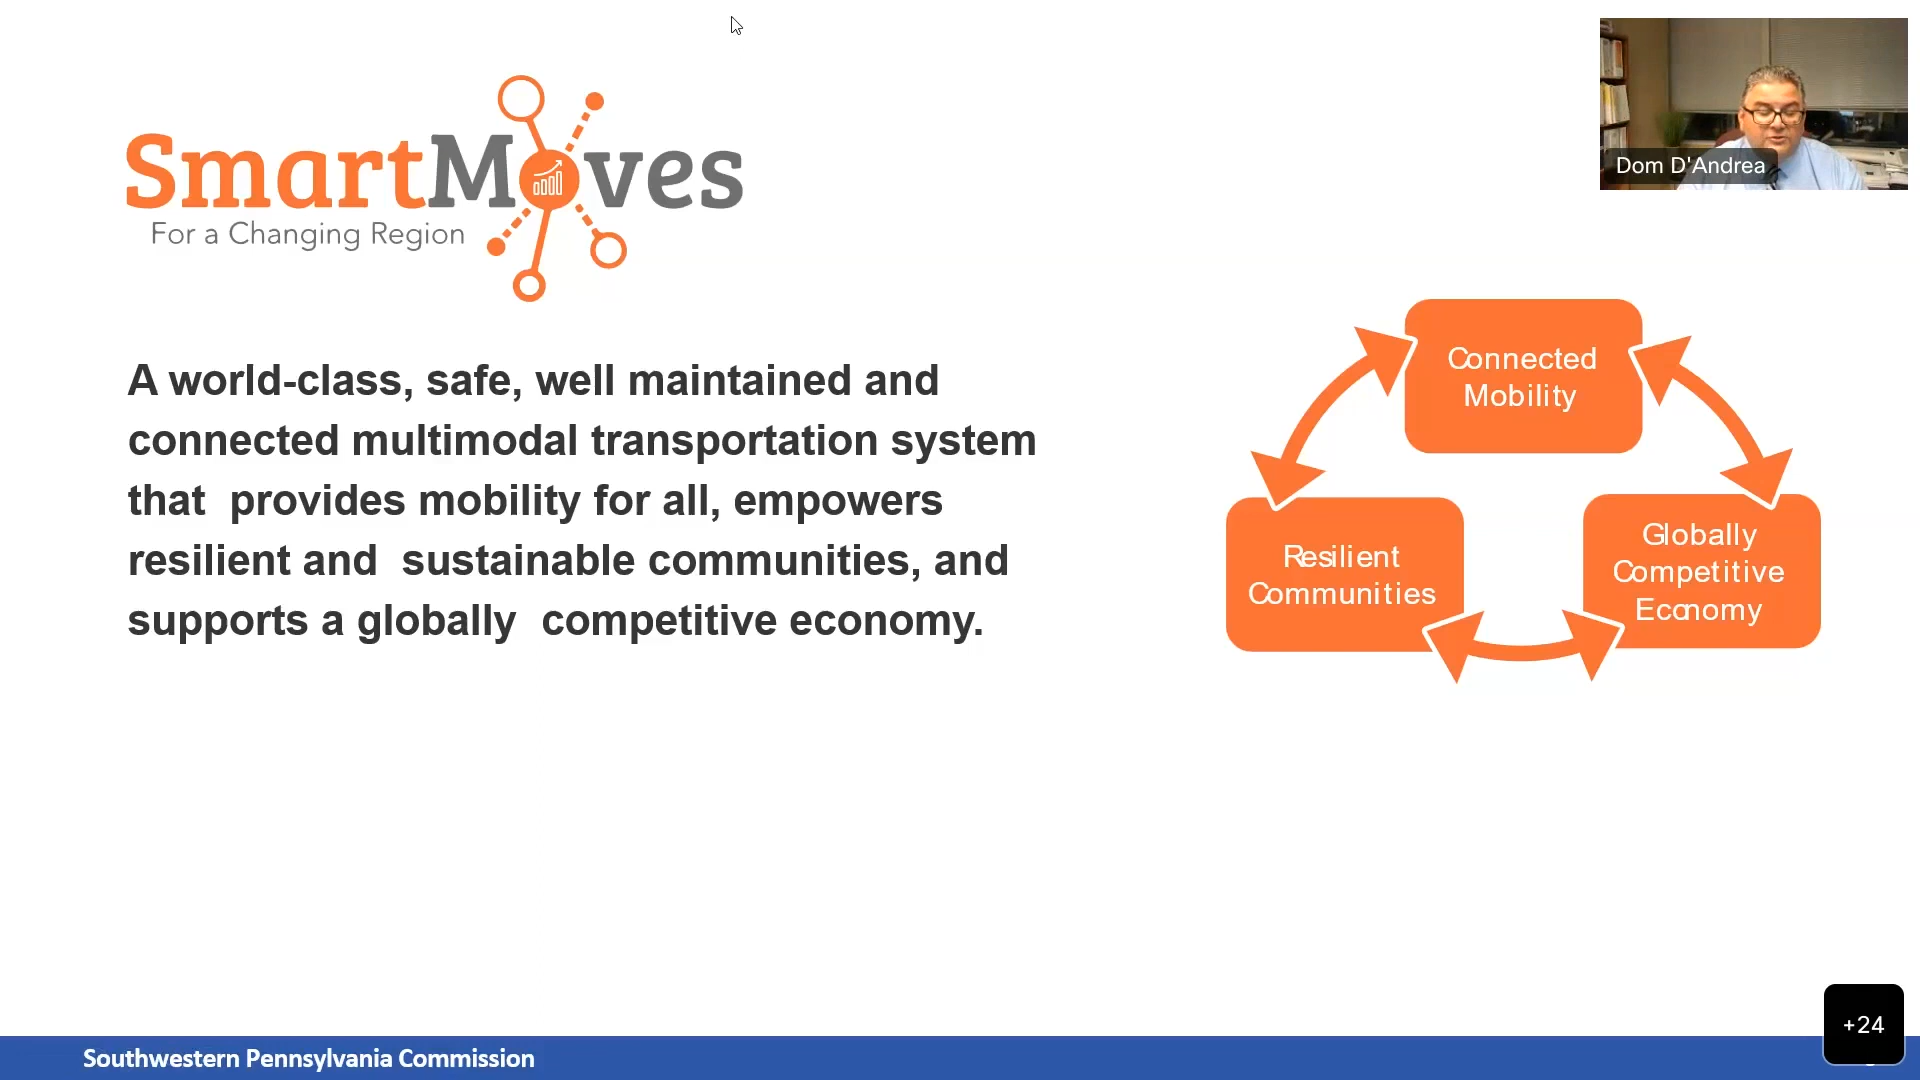 SmartMoves
For a Changing Region
Dom D'Andrea
A world-class, safe, well maintained and
connected multimodal transportation system
that provides mobility for all, empowers
resilient and sustainable communities, and
supports a globally competitive economy.
Connected
Mobility
Resilient
Communities
Globally
Competitive
Economy
Southwestern Pennsylvania Commission
+24